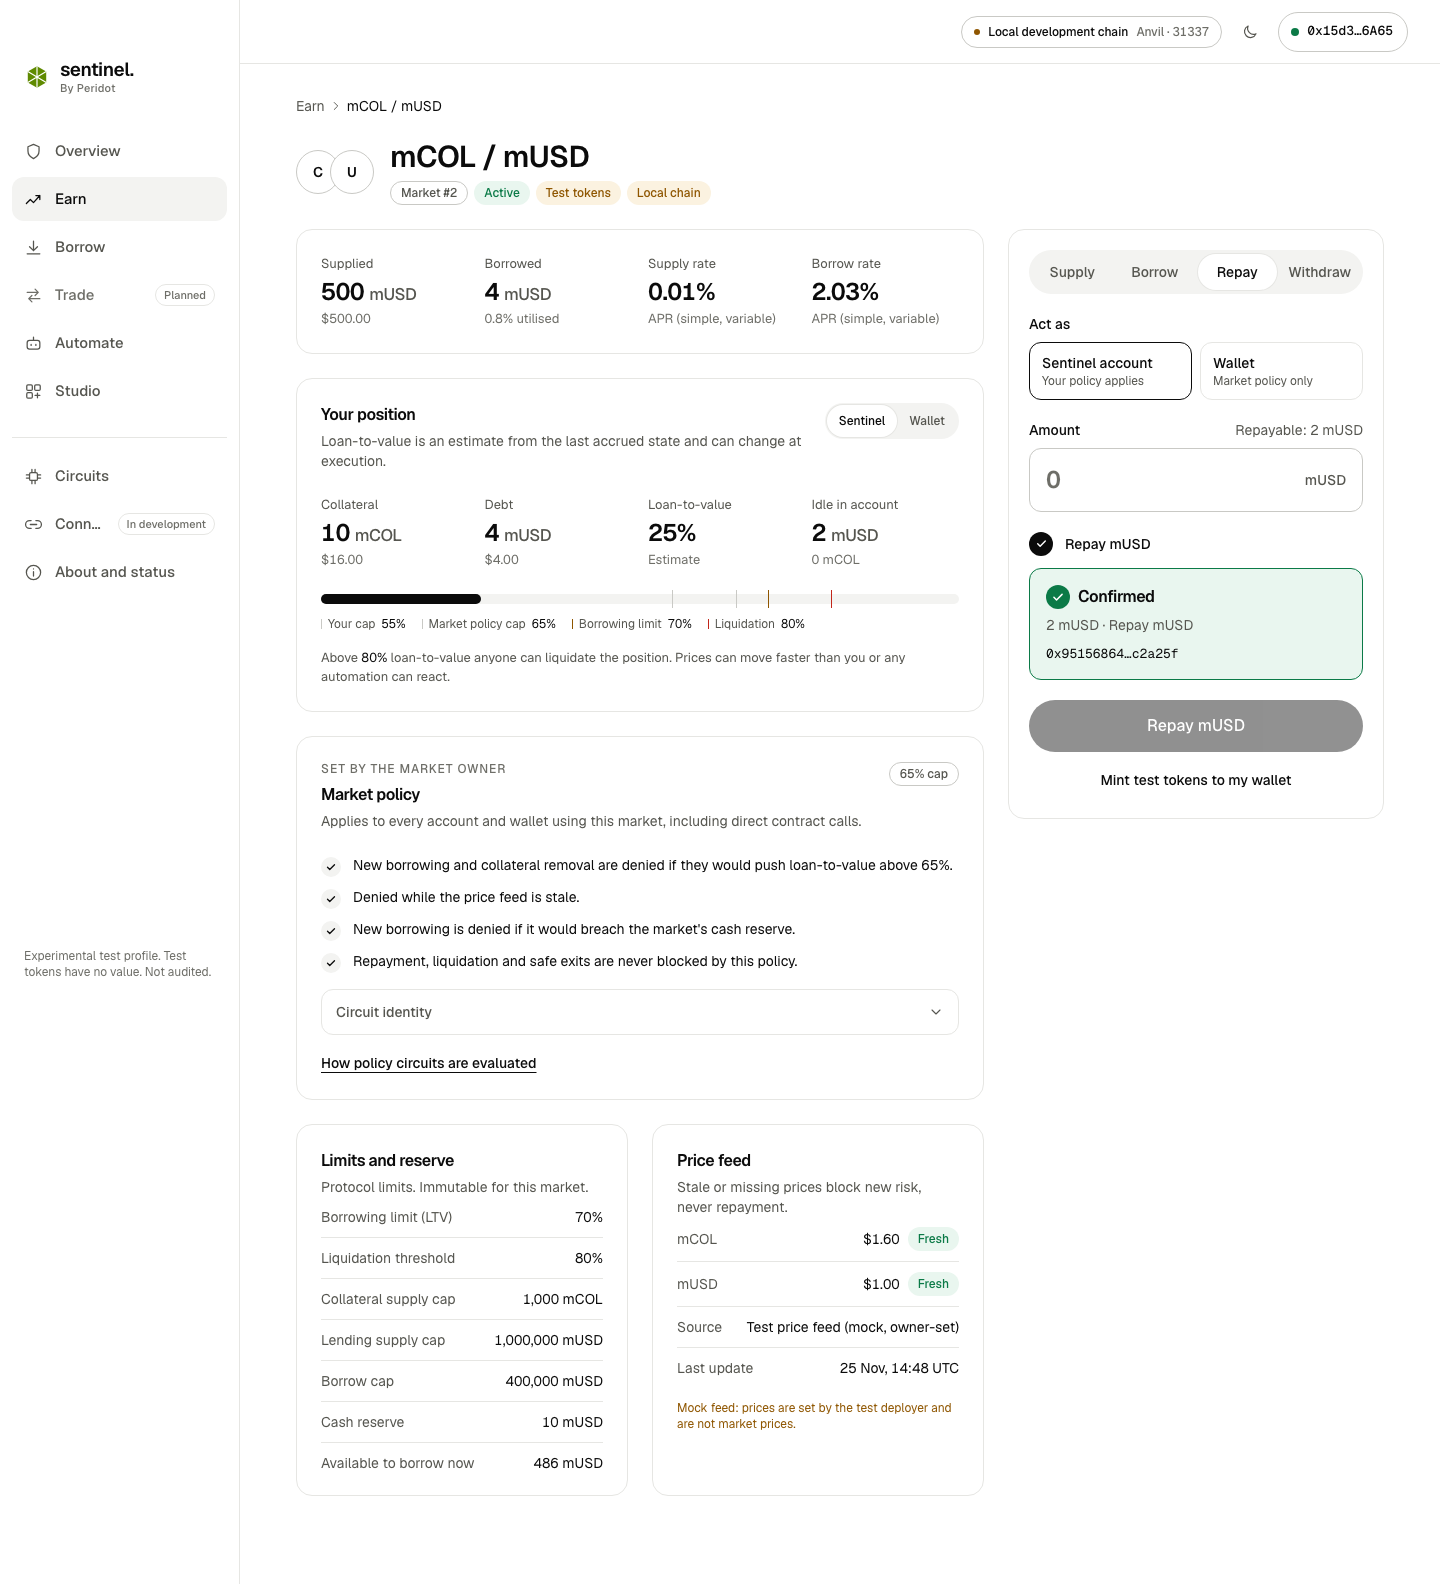 Local development chain Anvil · 31337
0x15d3…6A65
sentinel.
By Peridot
Overview
Earn
Borrow
Trade Planned
Automate
Studio
Circuits
Conn… In development
About and status
Experimental test profile. Test
tokens have no value. Not audited.
Earn > mCOL / mUSD
C U
mCOL / mUSD
Market #2 Active Test tokens Local chain
Supplied
500 mUSD
$500.00
Borrowed
4 mUSD
0.8% utilised
Supply rate
0.01%
APR (simple, variable)
Borrow rate
2.03%
APR (simple, variable)
Your position
Sentinel Wallet
Loan-to-value is an estimate from the last accrued state and can change at
execution.
Collateral
10 mCOL
$16.00
Debt
4 mUSD
$4.00
Loan-to-value
25%
Estimate
Idle in account
2 mUSD
0 mCOL
Your cap 55% Market policy cap 65% Borrowing limit 70% Liquidation 80%
Above 80% loan-to-value anyone can liquidate the position. Prices can move faster than you or any
automation can react.
SET BY THE MARKET OWNER
65% cap
Market policy
Applies to every account and wallet using this market, including direct contract calls.
New borrowing and collateral removal are denied if they would push loan-to-value above 65%.
Denied while the price feed is stale.
New borrowing is denied if it would breach the market's cash reserve.
Repayment, liquidation and safe exits are never blocked by this policy.
Circuit identity
How policy circuits are evaluated
Limits and reserve
Protocol limits. Immutable for this market.
Borrowing limit (LTV) 70%
Liquidation threshold 80%
Collateral supply cap 1,000 mCOL
Lending supply cap 1,000,000 mUSD
Borrow cap 400,000 mUSD
Cash reserve 10 mUSD
Available to borrow now 486 mUSD
Price feed
Stale or missing prices block new risk,
never repayment.
mCOL $1.60 Fresh
mUSD $1.00 Fresh
Source Test price feed (mock, owner-set)
Last update 25 Nov, 14:48 UTC
Mock feed: prices are set by the test deployer and
are not market prices.
Supply Borrow Repay Withdraw
Act as
Sentinel account
Your policy applies
Wallet
Market policy only
Amount Repayable: 2 mUSD
0 mUSD
Repay mUSD
Confirmed
2 mUSD · Repay mUSD
0x95156864…c2a25f
Repay mUSD
Mint test tokens to my wallet